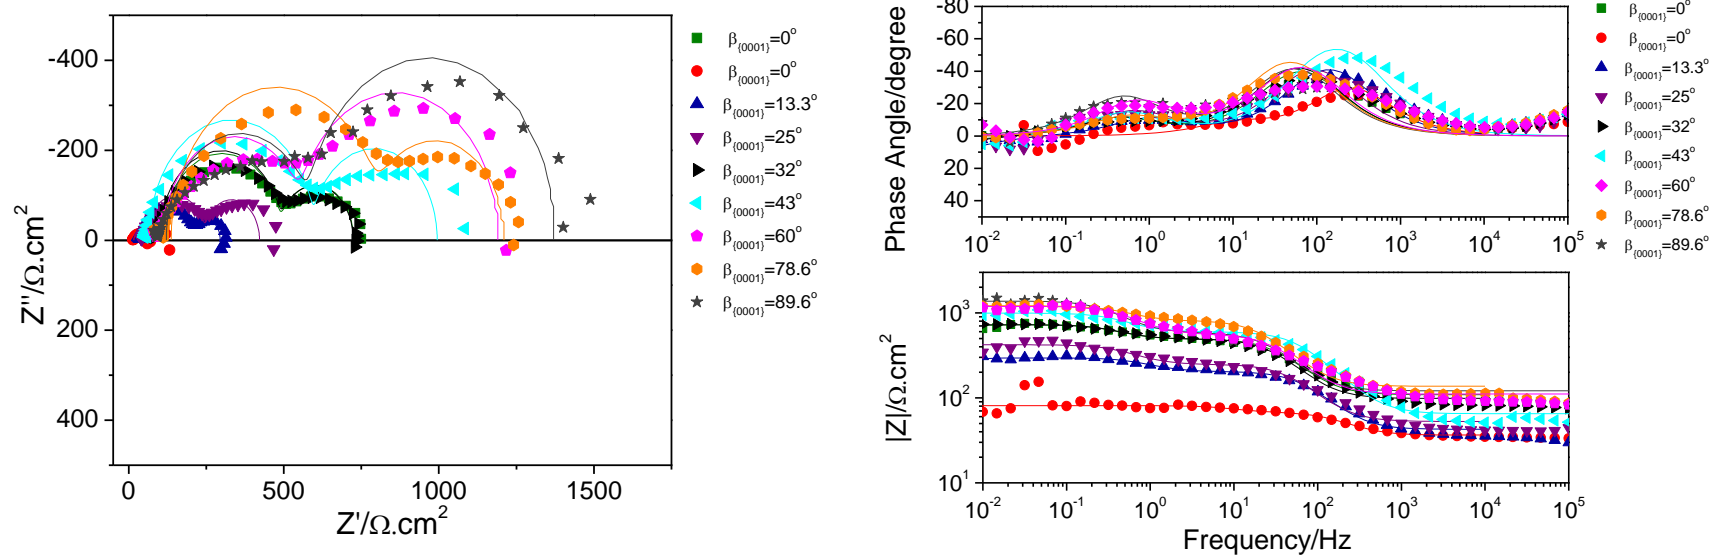 -400
-200
0
200
400
Z''/Ω.cm²
0 500 1000 1500
Z'/Ω.cm²
β{0001}=0°
β{0001}=0°
β{0001}=13.3°
β{0001}=25°
β{0001}=32°
β{0001}=43°
β{0001}=60°
β{0001}=78.6°
β{0001}=89.6°
-80
-60
-40
-20
0
20
40
Phase Angle/degree
10⁻² 10⁻¹ 10⁰ 10¹ 10² 10³ 10⁴ 10⁵
10³
10²
10¹
|Z|/Ω.cm²
10⁻² 10⁻¹ 10⁰ 10¹ 10² 10³ 10⁴ 10⁵
Frequency/Hz
β{0001}=0°
β{0001}=0°
β{0001}=13.3°
β{0001}=25°
β{0001}=32°
β{0001}=43°
β{0001}=60°
β{0001}=78.6°
β{0001}=89.6°